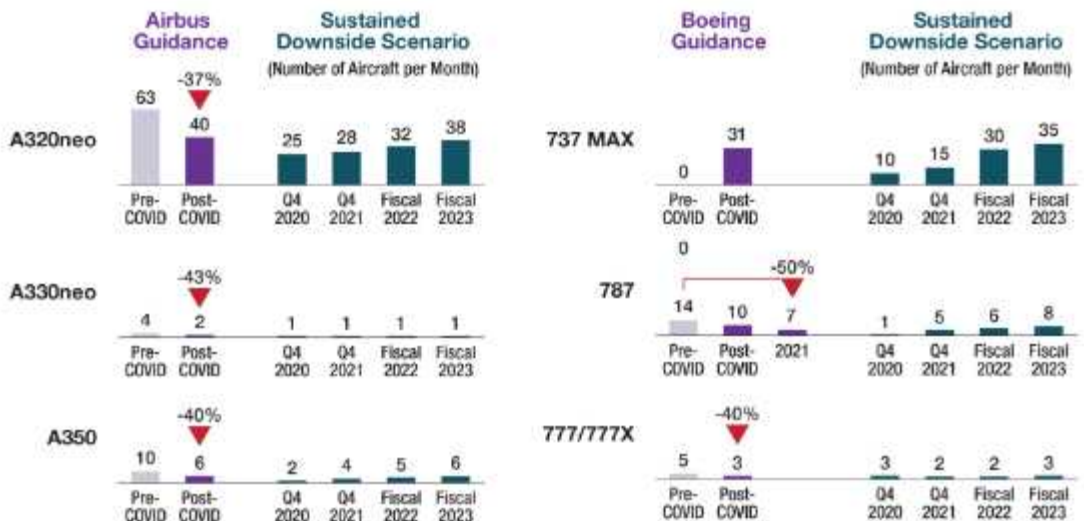 Airbus
Guidance
Sustained
Downside Scenario
(Number of Aircraft per Month)
A320neo
-37%
63
40
25 28 32 38
Pre-COVID Post-COVID Q4 2020 Q4 2021 Fiscal 2022 Fiscal 2023
A330neo
-43%
4 2 1 1 1 1
Pre-COVID Post-COVID Q4 2020 Q4 2021 Fiscal 2022 Fiscal 2023
A350
-40%
10 6 2 4 5 6
Pre-COVID Post-COVID Q4 2020 Q4 2021 Fiscal 2022 Fiscal 2023
Boeing
Guidance
Sustained
Downside Scenario
(Number of Aircraft per Month)
737 MAX
0 31 10 15 30 35
Pre-COVID Post-COVID Q4 2020 Q4 2021 Fiscal 2022 Fiscal 2023
0
787
-50%
14 10 7 1 5 6 8
Pre-COVID Post-COVID 2021 Q4 2020 Q4 2021 Fiscal 2022 Fiscal 2023
777/777X
-40%
5 3 3 2 2 3
Pre-COVID Post-COVID Q4 2020 Q4 2021 Fiscal 2022 Fiscal 2023